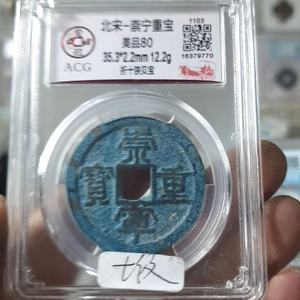 北宋-崇宁重宝
美品80
35.3*2.2mm 12.2g
折十狭贝宝
ACG
1103
16379770
崇
寶 重
寧